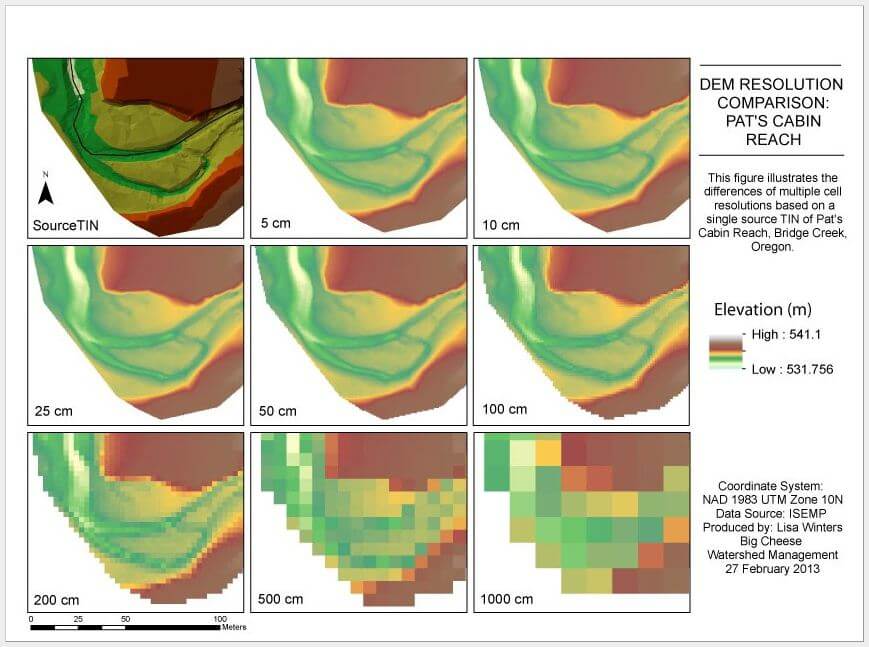 DEM RESOLUTION
COMPARISON:
PAT'S CABIN
REACH
This figure illustrates the
differences of multiple cell
resolutions based on a
single source TIN of Pat's
Cabin Reach, Bridge Creek,
Oregon.
N
SourceTIN
5 cm
10 cm
25 cm
50 cm
100 cm
Elevation (m)
High : 541.1
Low : 531.756
200 cm
500 cm
1000 cm
Coordinate System:
NAD 1983 UTM Zone 10N
Data Source: ISEMP
Produced by: Lisa Winters
Big Cheese
Watershed Management
27 February 2013
0 25 50 100
Meters